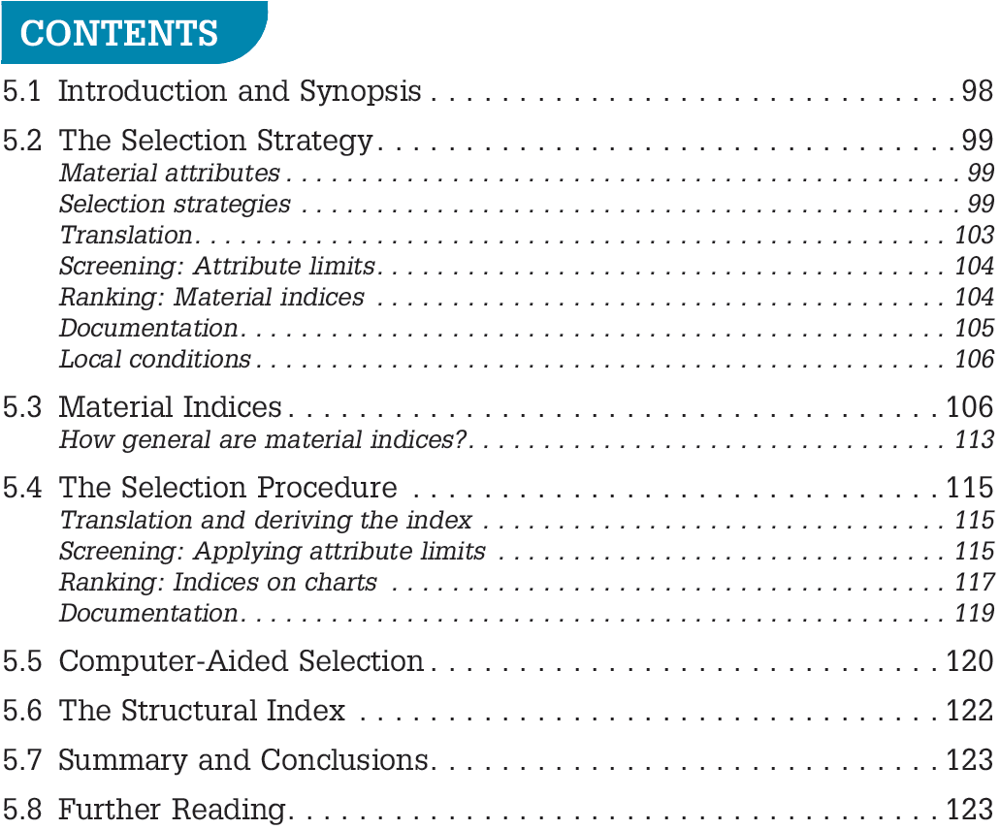 CONTENTS
5.1 Introduction and Synopsis . . . . . . . . . . . . . . . . . . . . . . . . . . . . . . 98
5.2 The Selection Strategy . . . . . . . . . . . . . . . . . . . . . . . . . . . . . . . . . 99
Material attributes . . . . . . . . . . . . . . . . . . . . . . . . . . . . . . . . . . . . . . . . . . . . . 99
Selection strategies . . . . . . . . . . . . . . . . . . . . . . . . . . . . . . . . . . . . . . . . . . . . 99
Translation . . . . . . . . . . . . . . . . . . . . . . . . . . . . . . . . . . . . . . . . . . . . . . . . . . 103
Screening: Attribute limits . . . . . . . . . . . . . . . . . . . . . . . . . . . . . . . . . . . . . . 104
Ranking: Material indices . . . . . . . . . . . . . . . . . . . . . . . . . . . . . . . . . . . . . . 104
Documentation . . . . . . . . . . . . . . . . . . . . . . . . . . . . . . . . . . . . . . . . . . . . . . . 105
Local conditions . . . . . . . . . . . . . . . . . . . . . . . . . . . . . . . . . . . . . . . . . . . . . . 106
5.3 Material Indices . . . . . . . . . . . . . . . . . . . . . . . . . . . . . . . . . . . . . 106
How general are material indices? . . . . . . . . . . . . . . . . . . . . . . . . . . . . . . . . 113
5.4 The Selection Procedure . . . . . . . . . . . . . . . . . . . . . . . . . . . . . . 115
Translation and deriving the index . . . . . . . . . . . . . . . . . . . . . . . . . . . . . . . 115
Screening: Applying attribute limits . . . . . . . . . . . . . . . . . . . . . . . . . . . . . . 115
Ranking: Indices on charts . . . . . . . . . . . . . . . . . . . . . . . . . . . . . . . . . . . . . 117
Documentation . . . . . . . . . . . . . . . . . . . . . . . . . . . . . . . . . . . . . . . . . . . . . . . 119
5.5 Computer-Aided Selection . . . . . . . . . . . . . . . . . . . . . . . . . . . . . 120
5.6 The Structural Index . . . . . . . . . . . . . . . . . . . . . . . . . . . . . . . . . 122
5.7 Summary and Conclusions . . . . . . . . . . . . . . . . . . . . . . . . . . . . . 123
5.8 Further Reading . . . . . . . . . . . . . . . . . . . . . . . . . . . . . . . . . . . . . 123